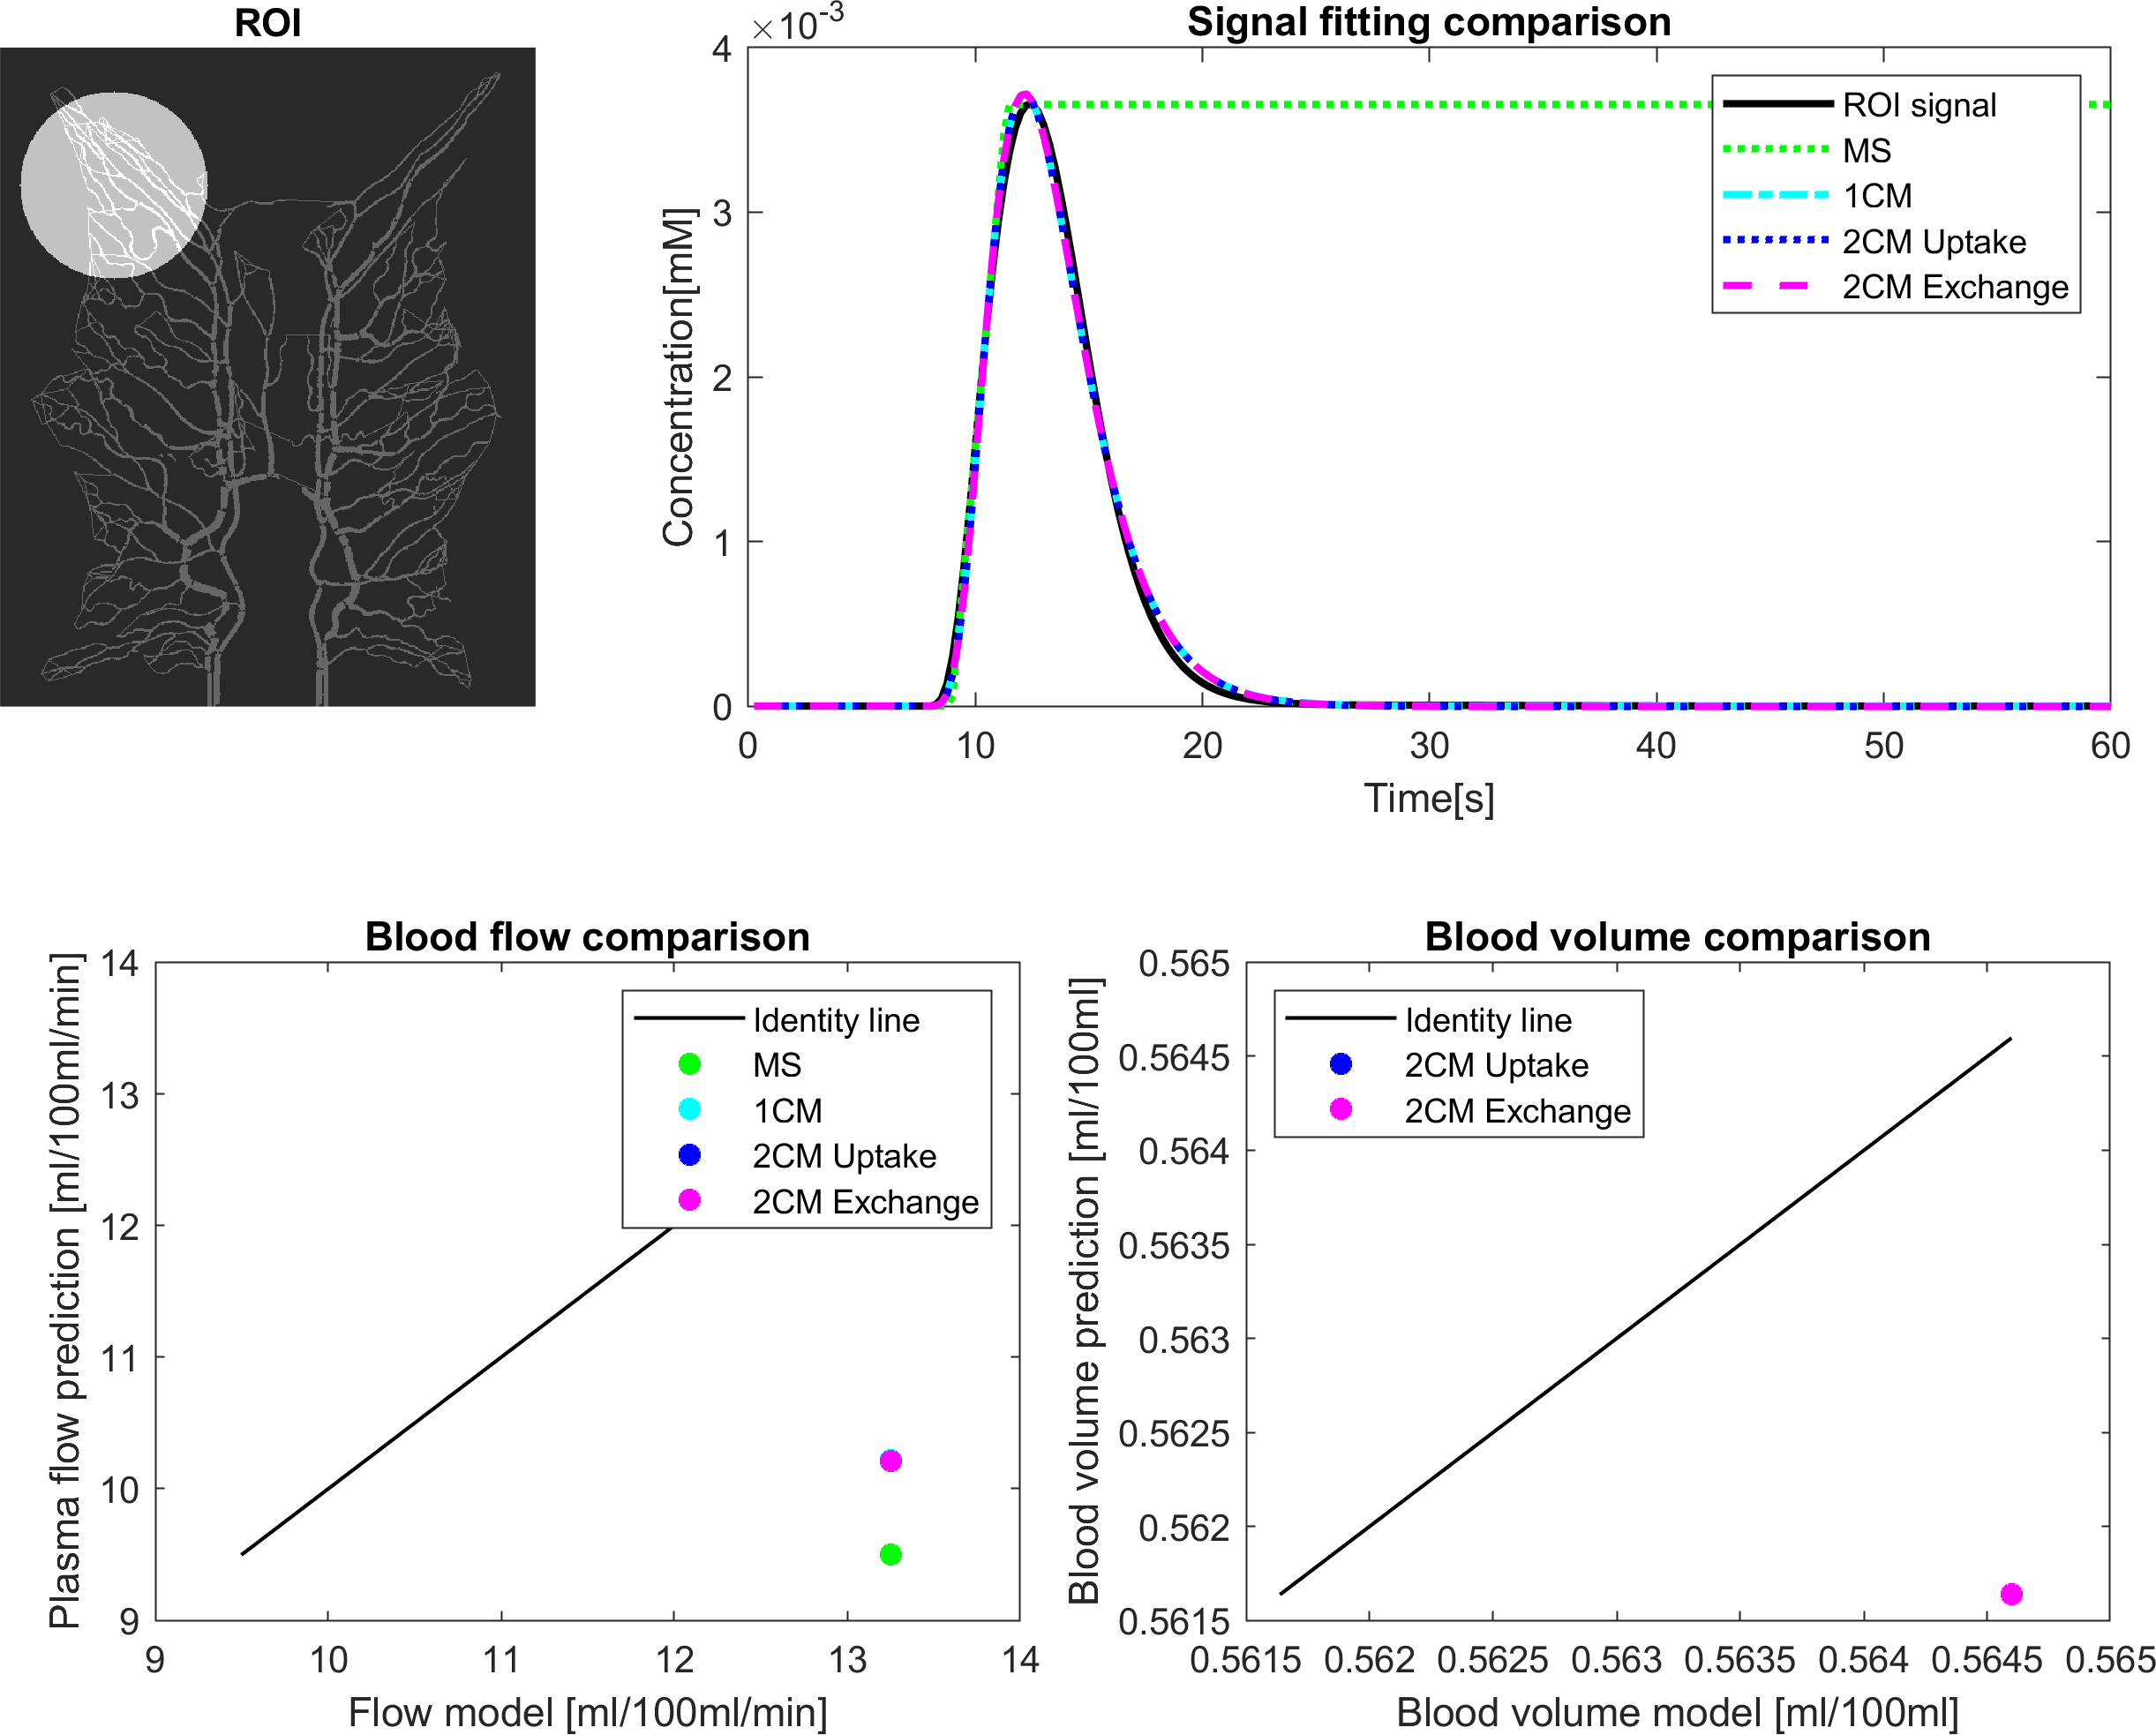 ROI
Signal fitting comparison
×10-3
4
3
2
1
0
Concentration[mM]
0 10 20 30 40 50 60
Time[s]
ROI signal
MS
1CM
2CM Uptake
2CM Exchange
Blood flow comparison
14
13
12
11
10
9
Plasma flow prediction [ml/100ml/min]
9 10 11 12 13 14
Flow model [ml/100ml/min]
Identity line
MS
1CM
2CM Uptake
2CM Exchange
Blood volume comparison
0.565
0.5645
0.564
0.5635
0.563
0.5625
0.562
0.5615
Blood volume prediction [ml/100ml]
0.5615 0.562 0.5625 0.563 0.5635 0.564 0.5645 0.565
Blood volume model [ml/100ml]
Identity line
2CM Uptake
2CM Exchange